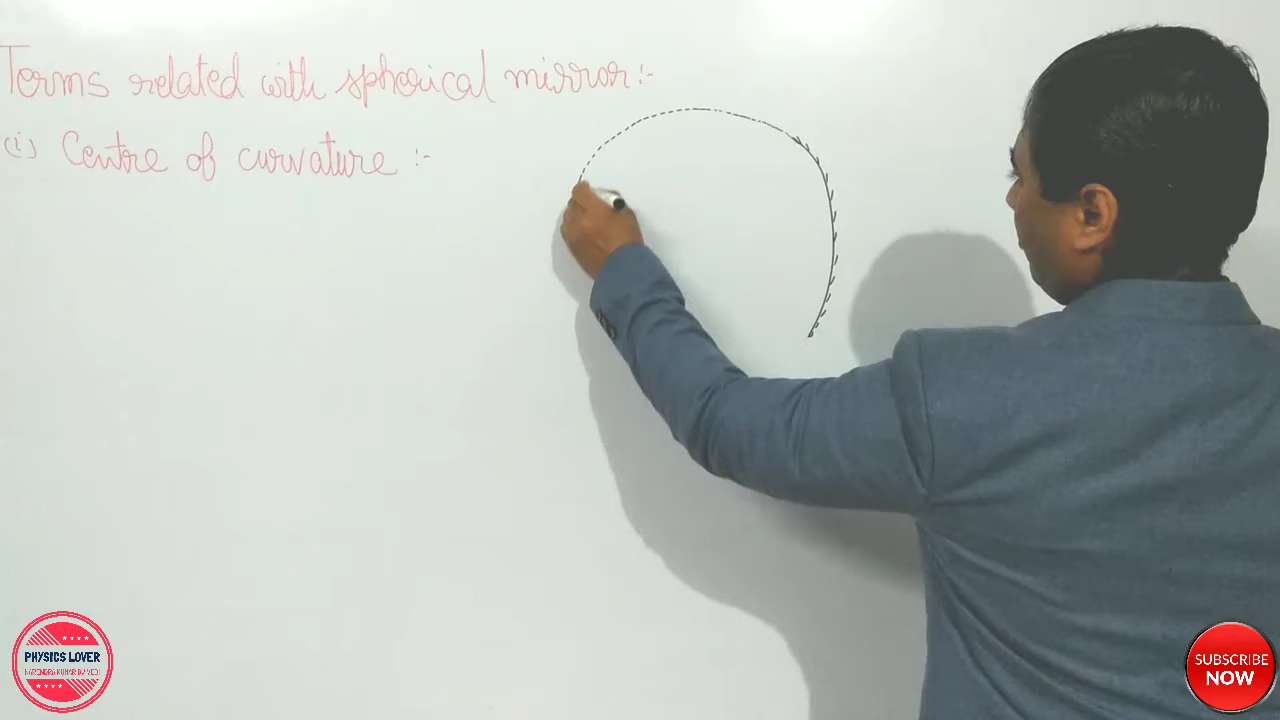 Terms related with spherical mirror:-
(i) Centre of curvature :-
PHYSICS LOVER
SUBSCRIBE
NOW